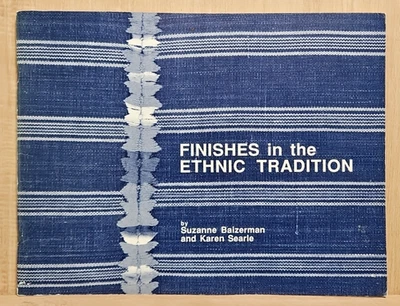 FINISHES in the
ETHNIC TRADITION
by
Suzanne Baizerman
and Karen Searle